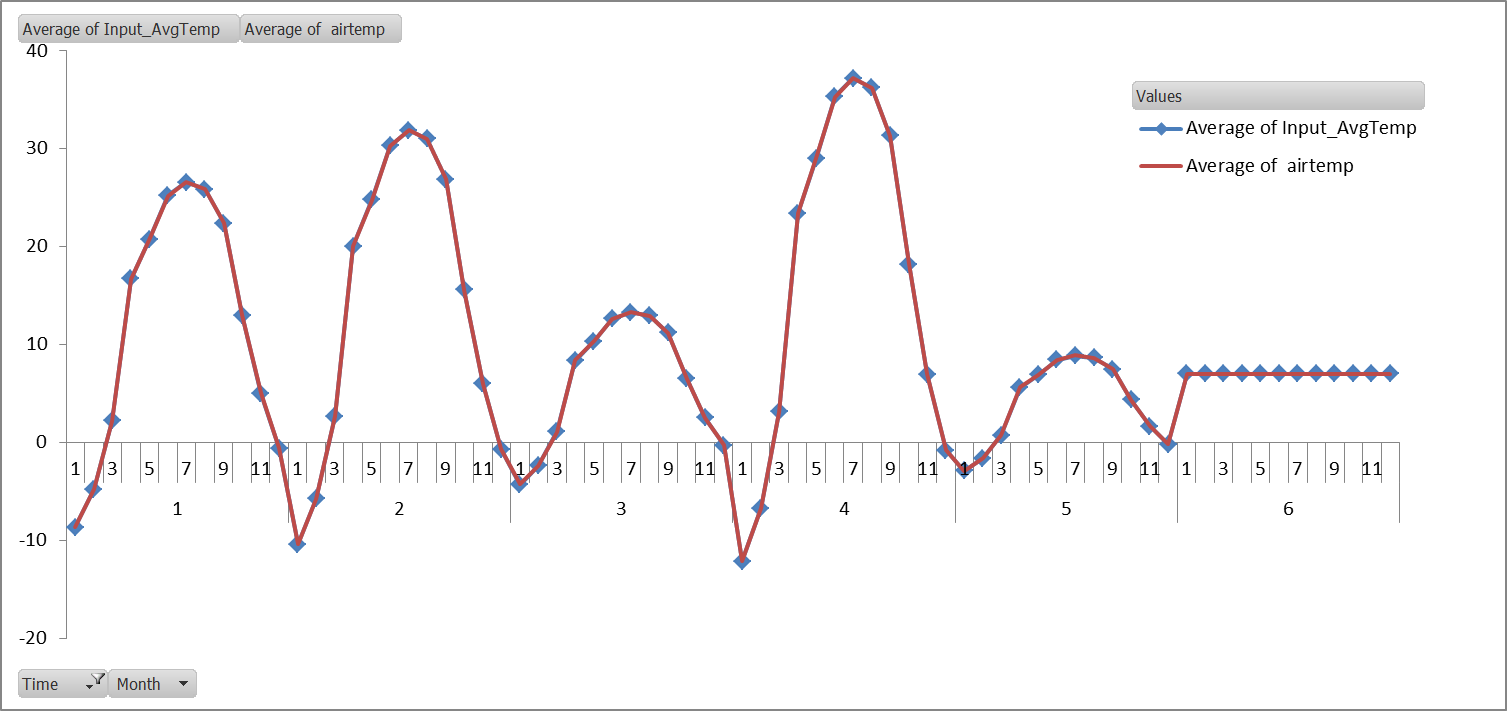 Average of Input_AvgTemp Average of  airtemp
40
30
20
10
0
-10
-20
Values
Average of Input_AvgTemp
Average of  airtemp
1 3 5 7 9 11 1 3 5 7 9 11 1 3 5 7 9 11 1 3 5 7 9 11 1 3 5 7 9 11 1 3 5 7 9 11
1 2 3 4 5 6
Time Month